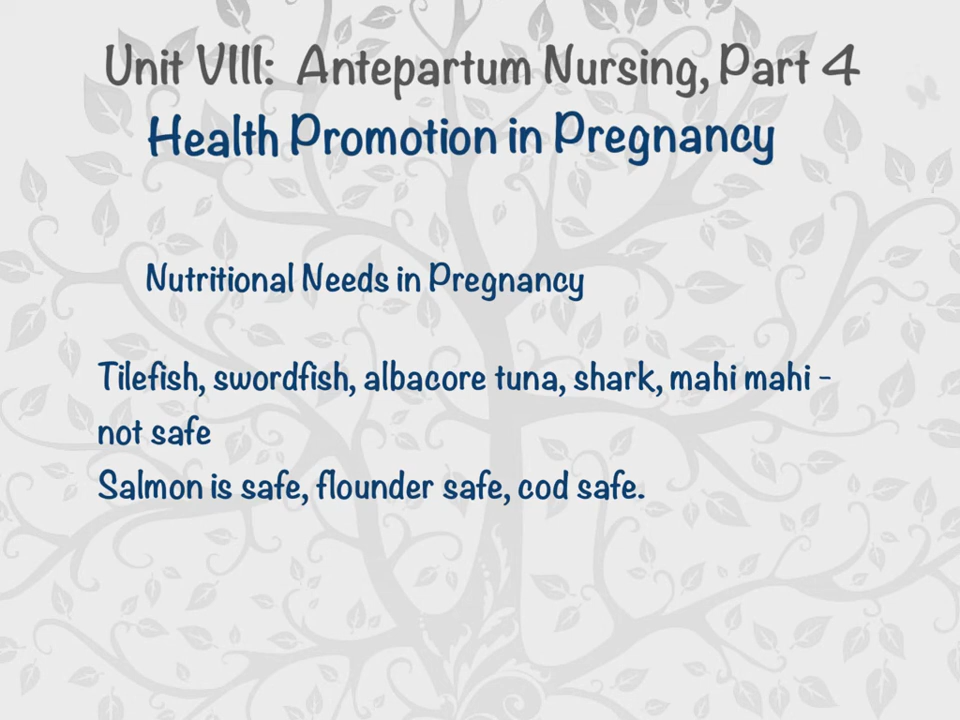 Unit VIII: Antepartum Nursing, Part 4
Health Promotion in Pregnancy
Nutritional Needs in Pregnancy
Tilefish, swordfish, albacore tuna, shark, mahi mahi -
not safe
Salmon is safe, flounder safe, cod safe.